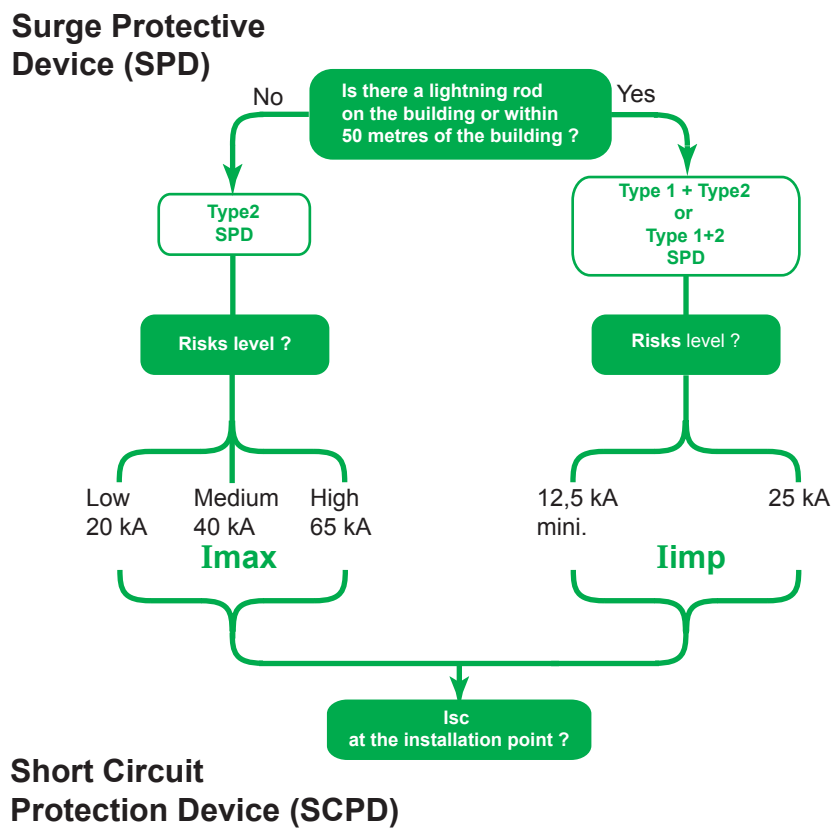 Surge Protective
Device (SPD)
No
Is there a lightning rod
on the building or within
50 metres of the building ?
Yes
Type2
SPD
Type 1 + Type2
or
Type 1+2
SPD
Risks level ?
Risks level ?
Low
20 kA
Medium
40 kA
High
65 kA
12,5 kA
mini.
25 kA
Imax
Iimp
Isc
at the installation point ?
Short Circuit
Protection Device (SCPD)